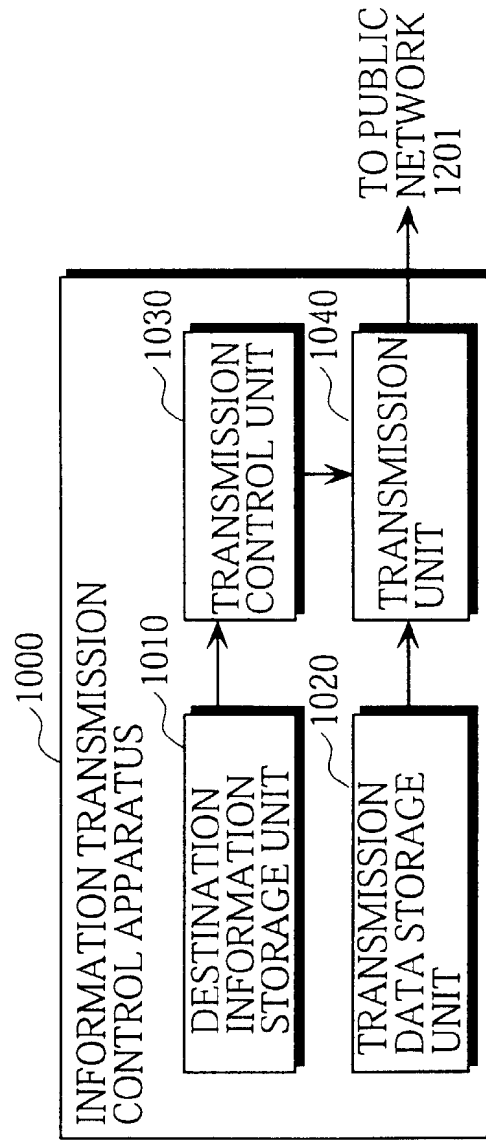 1000
INFORMATION TRANSMISSION
CONTROL APPARATUS
1010
DESTINATION
INFORMATION
STORAGE UNIT
1030
TRANSMISSION
CONTROL UNIT
1020
TRANSMISSION
DATA STORAGE
UNIT
1040
TRANSMISSION
UNIT
TO PUBLIC
NETWORK
1201